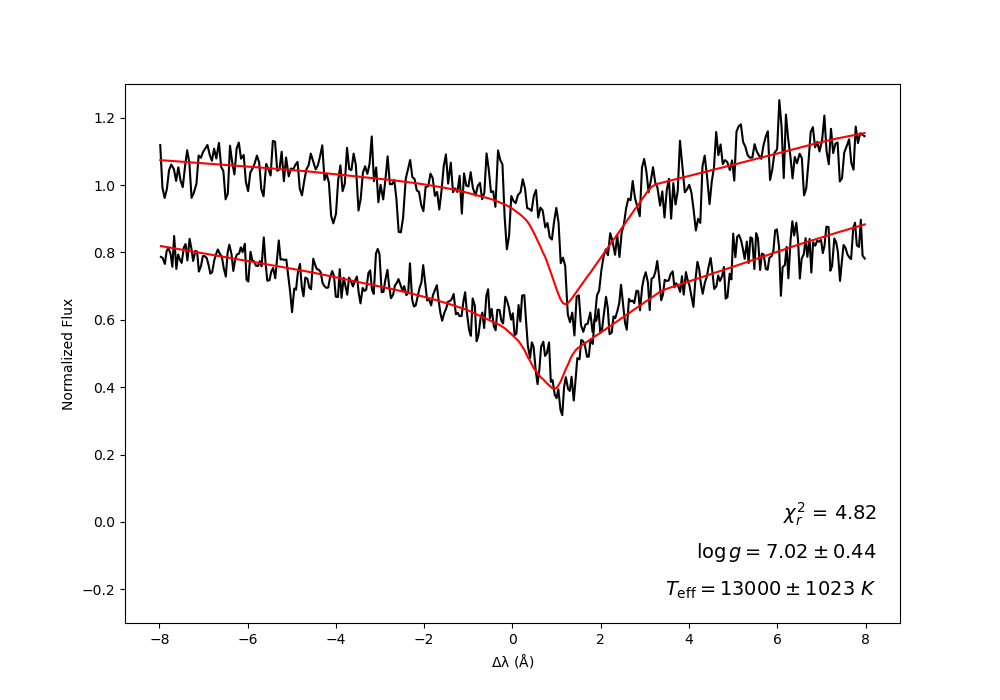 1.2
1.0
0.8
0.6
0.4
0.2
0.0
−0.2
Normalized Flux
χ²ᵣ = 4.82
log g = 7.02 ± 0.44
T_eff = 13000 ± 1023 K
−8 −6 −4 −2 0 2 4 6 8
Δλ (Å)